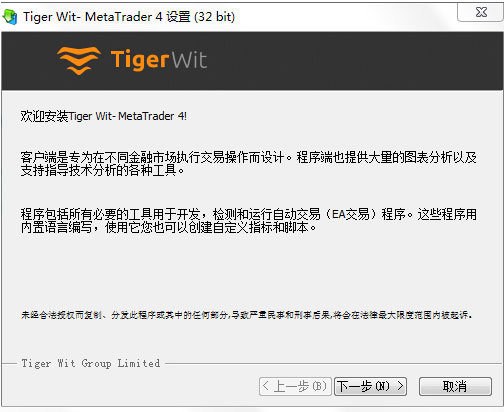 Tiger Wit- MetaTrader 4 设置 (32 bit)
TigerWit
欢迎安装Tiger Wit- MetaTrader 4!
客户端是专为在不同金融市场执行交易操作而设计。程序端也提供大量的图表分析以及
支持指导技术分析的各种工具。
程序包括所有必要的工具用于开发，检测和运行自动交易（EA交易）程序。这些程序用
内置语言编写，使用它您也可以创建自定义指标和脚本。
未经合法授权而复制、分发此程序或其中的任何部分,导致严重民事和刑事后果,将会在法律最大限度范围内被起诉。
Tiger Wit Group Limited
< 上一步(B) 下一步(N) > 取消